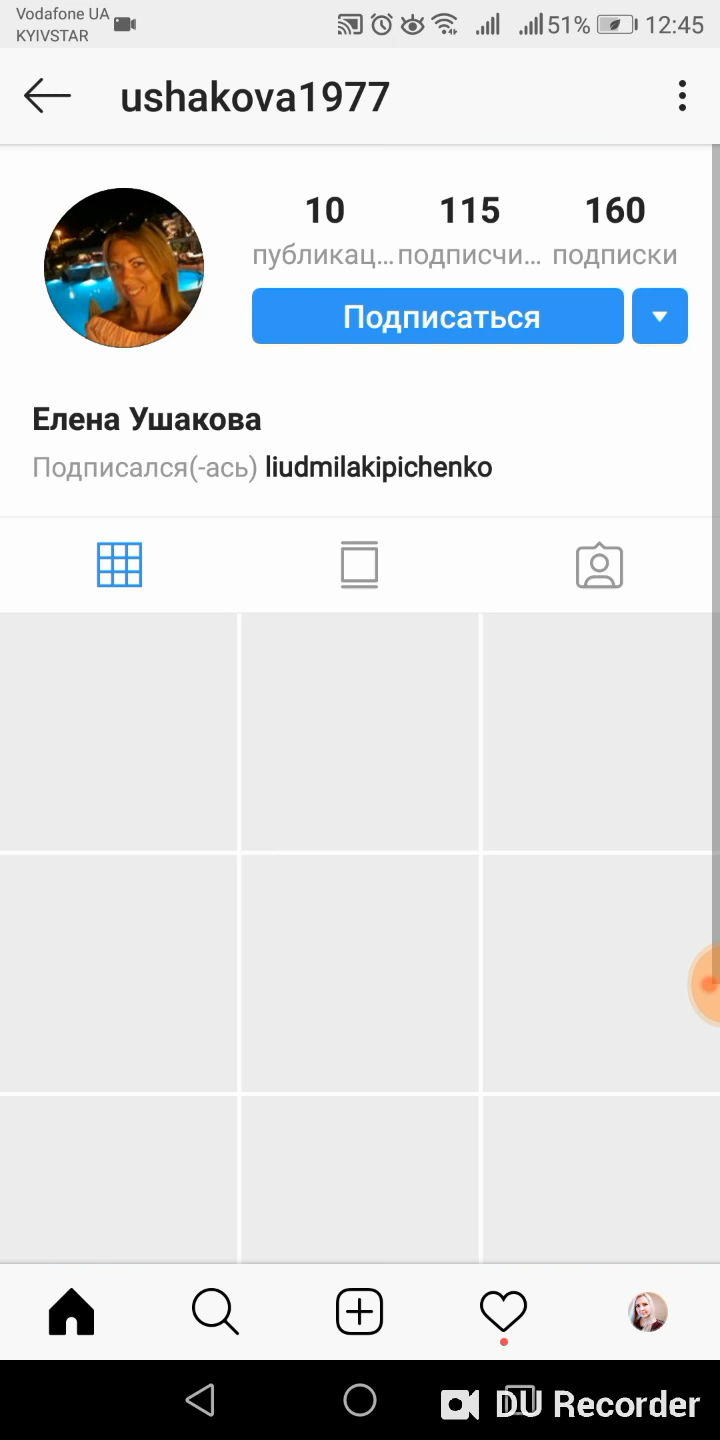 Vodafone UA
KYIVSTAR
51% 12:45
ushakova1977
10 115 160
публикац... подписчи... подписки
Подписаться
Елена Ушакова
Подписался(-ась) liudmilakipichenko
DU Recorder